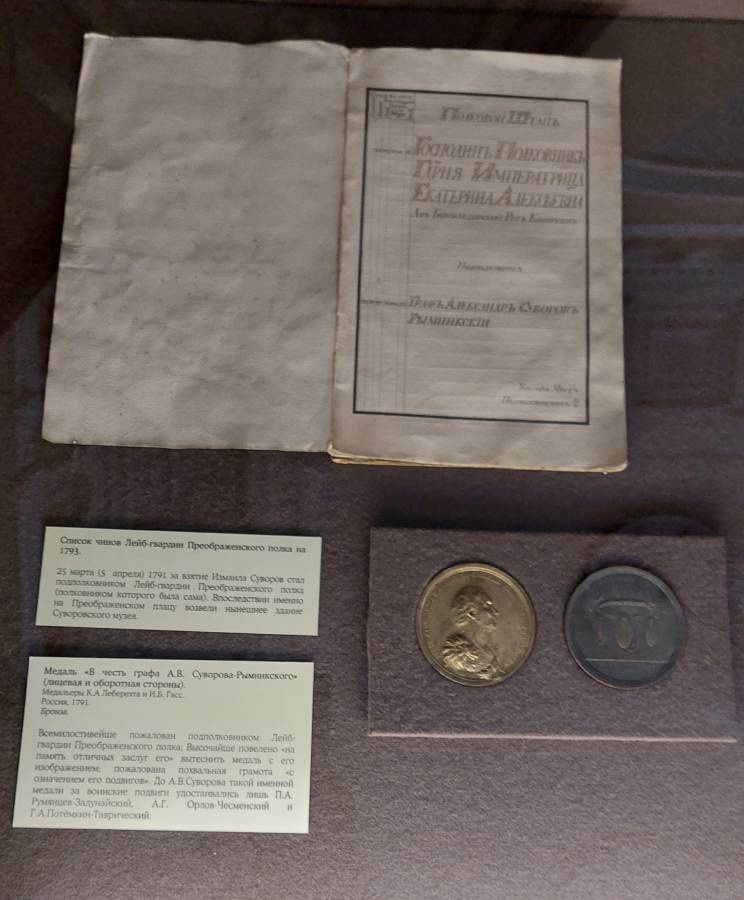 Полковой Штапъ
Господинъ Полковникъ
Императрица
Екатерина Алексѣевна
Графъ Александръ Суворовъ
Рымникскій
Список чинов Лейб-гвардии Преображенского полка на
1793.
25 марта (5 апреля) 1791 за взятие Измаила Суворов стал
подполковником Лейб-гвардии Преображенского полка
(полковником которого была сама). Впоследствии именно
на Преображенском плацу возвели нынешнее здание
Суворовского музея.
Медаль «В честь графа А.В. Суворова-Рымникского»
(лицевая и оборотная стороны).
Медальеры К.А Леберехта и И.Б. Гасс.
Россия, 1791.
Бронза.
Всемилостивейше пожалован подполковником Лейб-
гвардии Преображенского полка; Высочайше повелено «на
память отличных заслуг его» вытеснить медаль с его
изображением; пожалована похвальная грамота «с
означением его подвигов». До А.В.Суворова такой именной
медали за воинские подвиги удостаивались лишь П.А.
Румянцев-Задунайский, А.Г. Орлов-Чесменский и
Г.А.Потёмкин-Таврический.